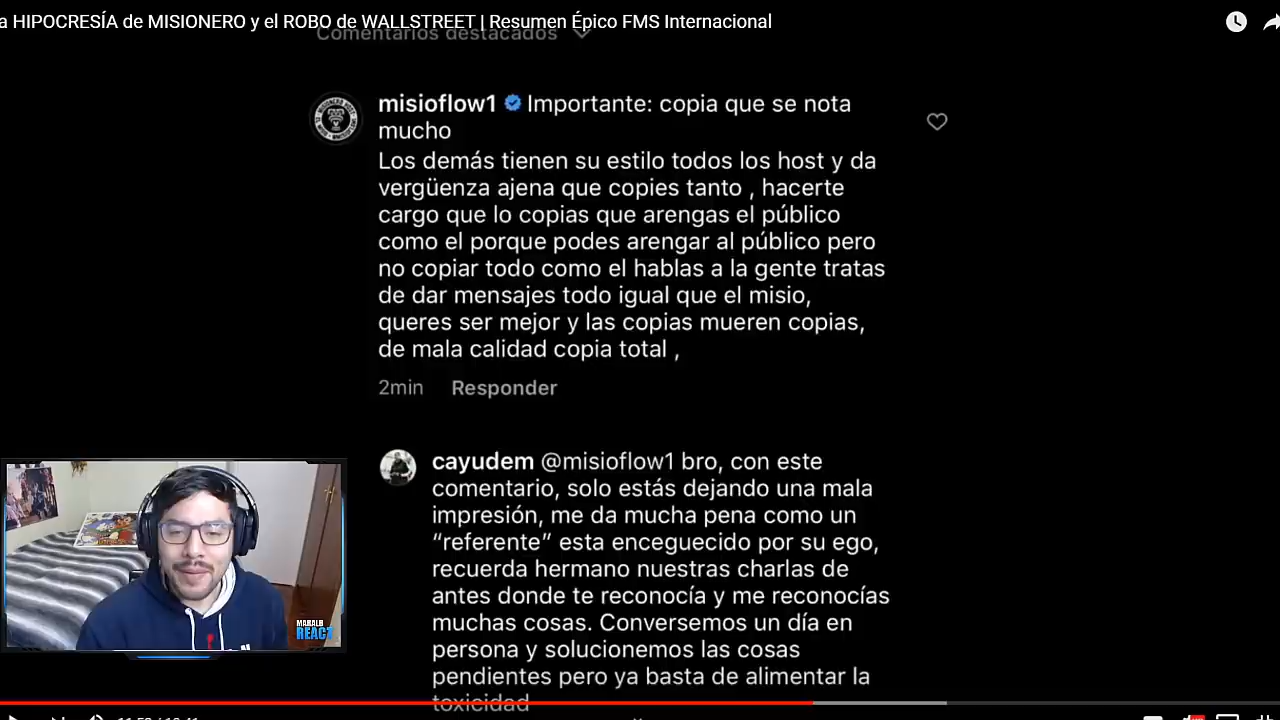 a HIPOCRESÍA de MISIONERO y el ROBO de WALLSTREET | Resumen Épico FMS Internacional
Comentarios destacados
misioflow1 Importante: copia que se nota
mucho
Los demás tienen su estilo todos los host y da
vergüenza ajena que copies tanto , hacerte
cargo que lo copias que arengas el público
como el porque podes arengar al público pero
no copiar todo como el hablas a la gente tratas
de dar mensajes todo igual que el misio,
queres ser mejor y las copias mueren copias,
de mala calidad copia total ,
2min Responder
cayudem @misioflow1 bro, con este
comentario, solo estás dejando una mala
impresión, me da mucha pena como un
“referente” esta enceguecido por su ego,
recuerda hermano nuestras charlas de
antes donde te reconocía y me reconocías
muchas cosas. Conversemos un día en
persona y solucionemos las cosas
pendientes pero ya basta de alimentar la
toxicidad
REACT